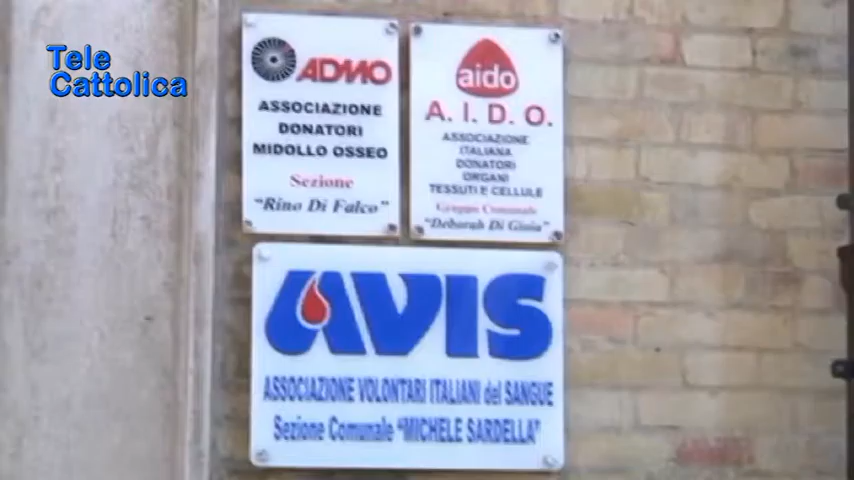 Tele
Cattolica
ADMO
ASSOCIAZIONE
DONATORI
MIDOLLO OSSEO
Sezione
"Rino Di Falco"
aido
A. I. D. O.
ASSOCIAZIONE
ITALIANA
DONATORI
ORGANI
TESSUTI E CELLULE
Gruppo Comunale
"Deborah Di Gioia"
AVIS
ASSOCIAZIONE VOLONTARI ITALIANI del SANGUE
Sezione Comunale "MICHELE SARDELLA"